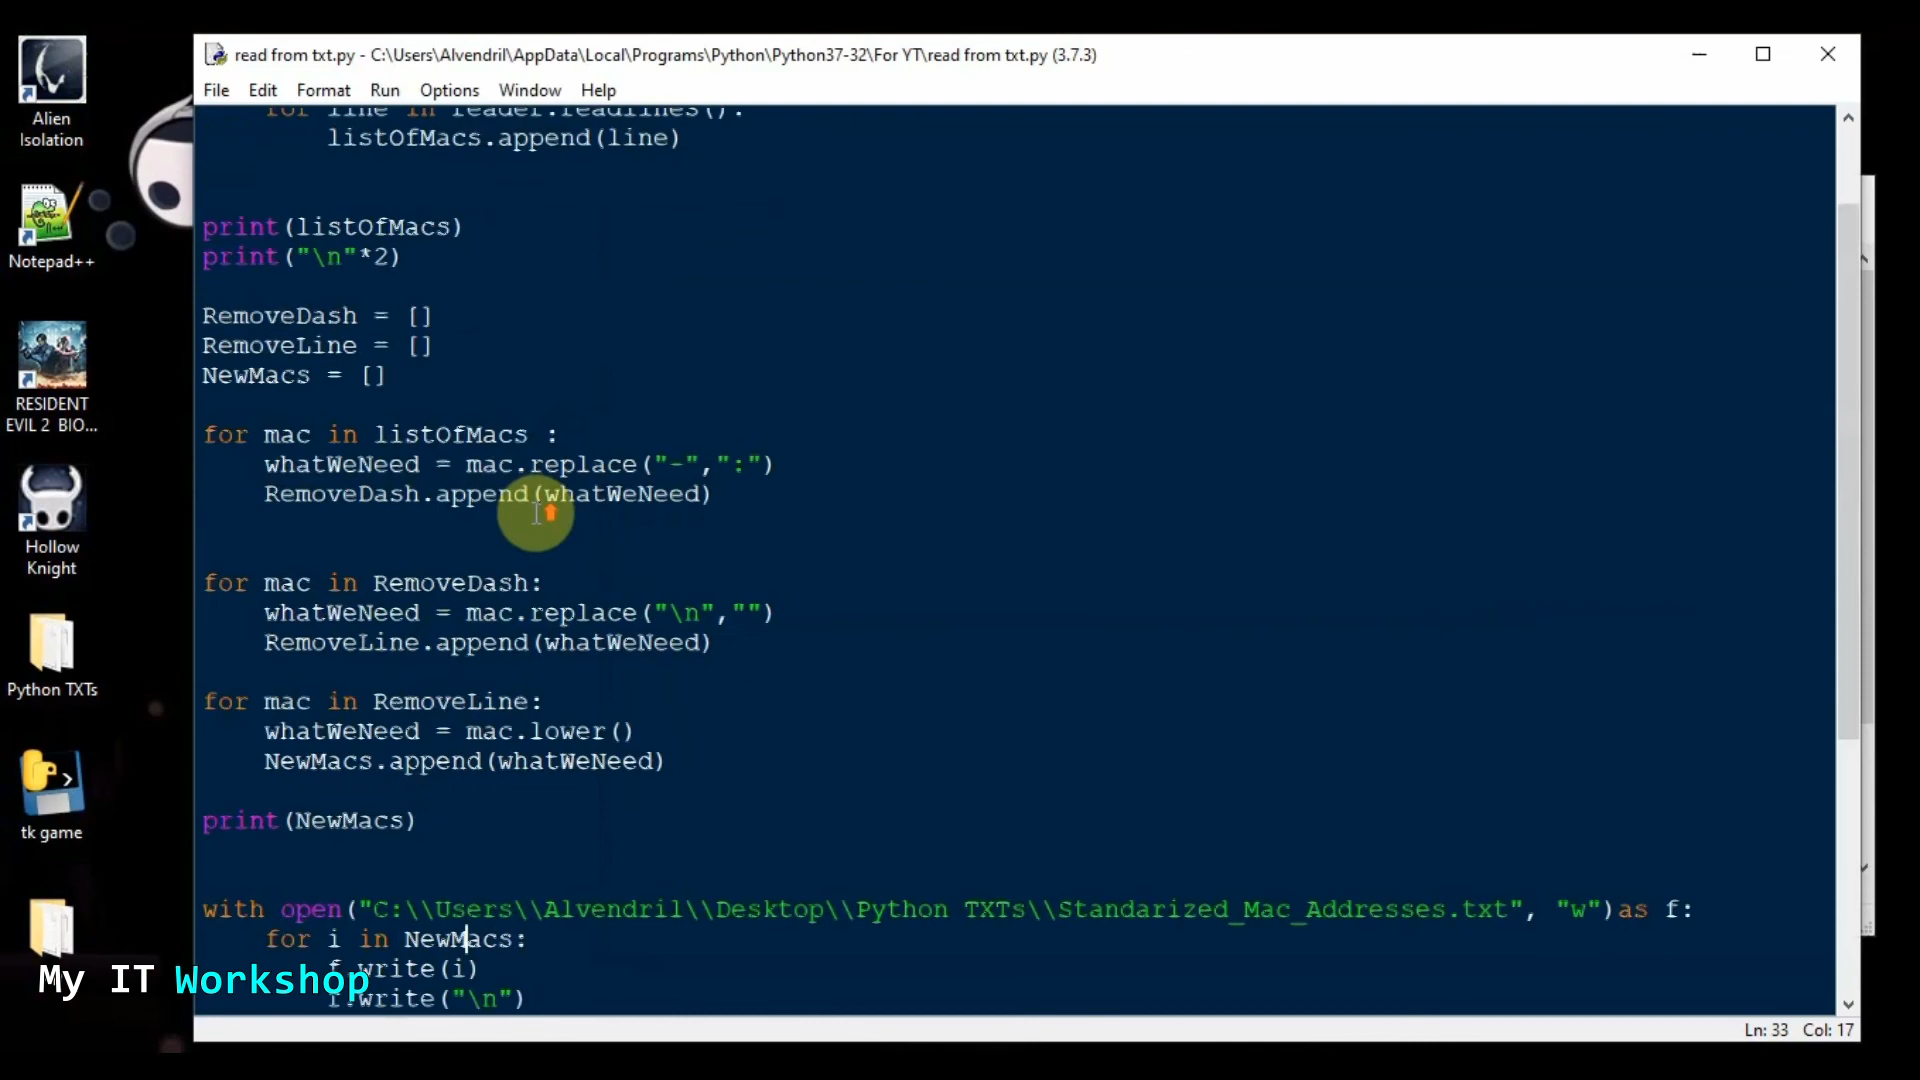 read from txt.py - C:\Users\Alvendril\AppData\Local\Programs\Python\Python37-32\For YT\read from txt.py (3.7.3)
File Edit Format Run Options Window Help
for line in reader.readlines():
listOfMacs.append(line)
print(listOfMacs)
print("\n"*2)
RemoveDash = []
RemoveLine = []
NewMacs = []
for mac in listOfMacs :
whatWeNeed = mac.replace("-",":")
RemoveDash.append(whatWeNeed)
for mac in RemoveDash:
whatWeNeed = mac.replace("\n","")
RemoveLine.append(whatWeNeed)
for mac in RemoveLine:
whatWeNeed = mac.lower()
NewMacs.append(whatWeNeed)
print(NewMacs)
with open("C:\\Users\\Alvendril\\Desktop\\Python TXTs\\Standarized_Mac_Addresses.txt", "w")as f:
for i in NewMacs:
f.write(i)
f.write("\n")
Ln: 33 Col: 17
Alien
Isolation
Notepad++
RESIDENT
EVIL 2 BIO...
Hollow
Knight
Python TXTs
tk game
My IT Workshop